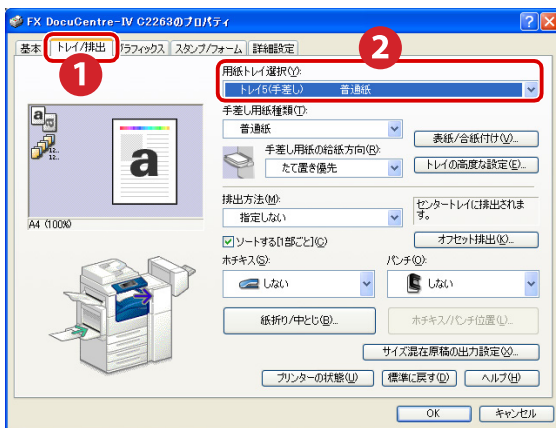 FX DocuCentre-IV C2263のプロパティ
基本 トレイ/排出 グラフィックス スタンプ/フォーム 詳細設定
1
2
用紙トレイ選択(Y):
トレイ5(手差し) 普通紙
手差し用紙種類(T):
普通紙
表紙/合紙付け(V)...
手差し用紙の給紙方向(R):
たて置き優先
トレイの高度な設定(E)...
a
12..
12..
a
A4 (100%)
排出方法(M):
指定しない
センタートレイに排出されま
す。
ソートする[1部ごと](C)
オフセット排出(K)...
ホチキス(S):
パンチ(O):
しない
しない
紙折り/中とじ(B)...
ホチキス/パンチ位置(L)...
サイズ混在原稿の出力設定(X)...
プリンターの状態(U)
標準に戻す(D)
ヘルプ(H)
OK
キャンセル